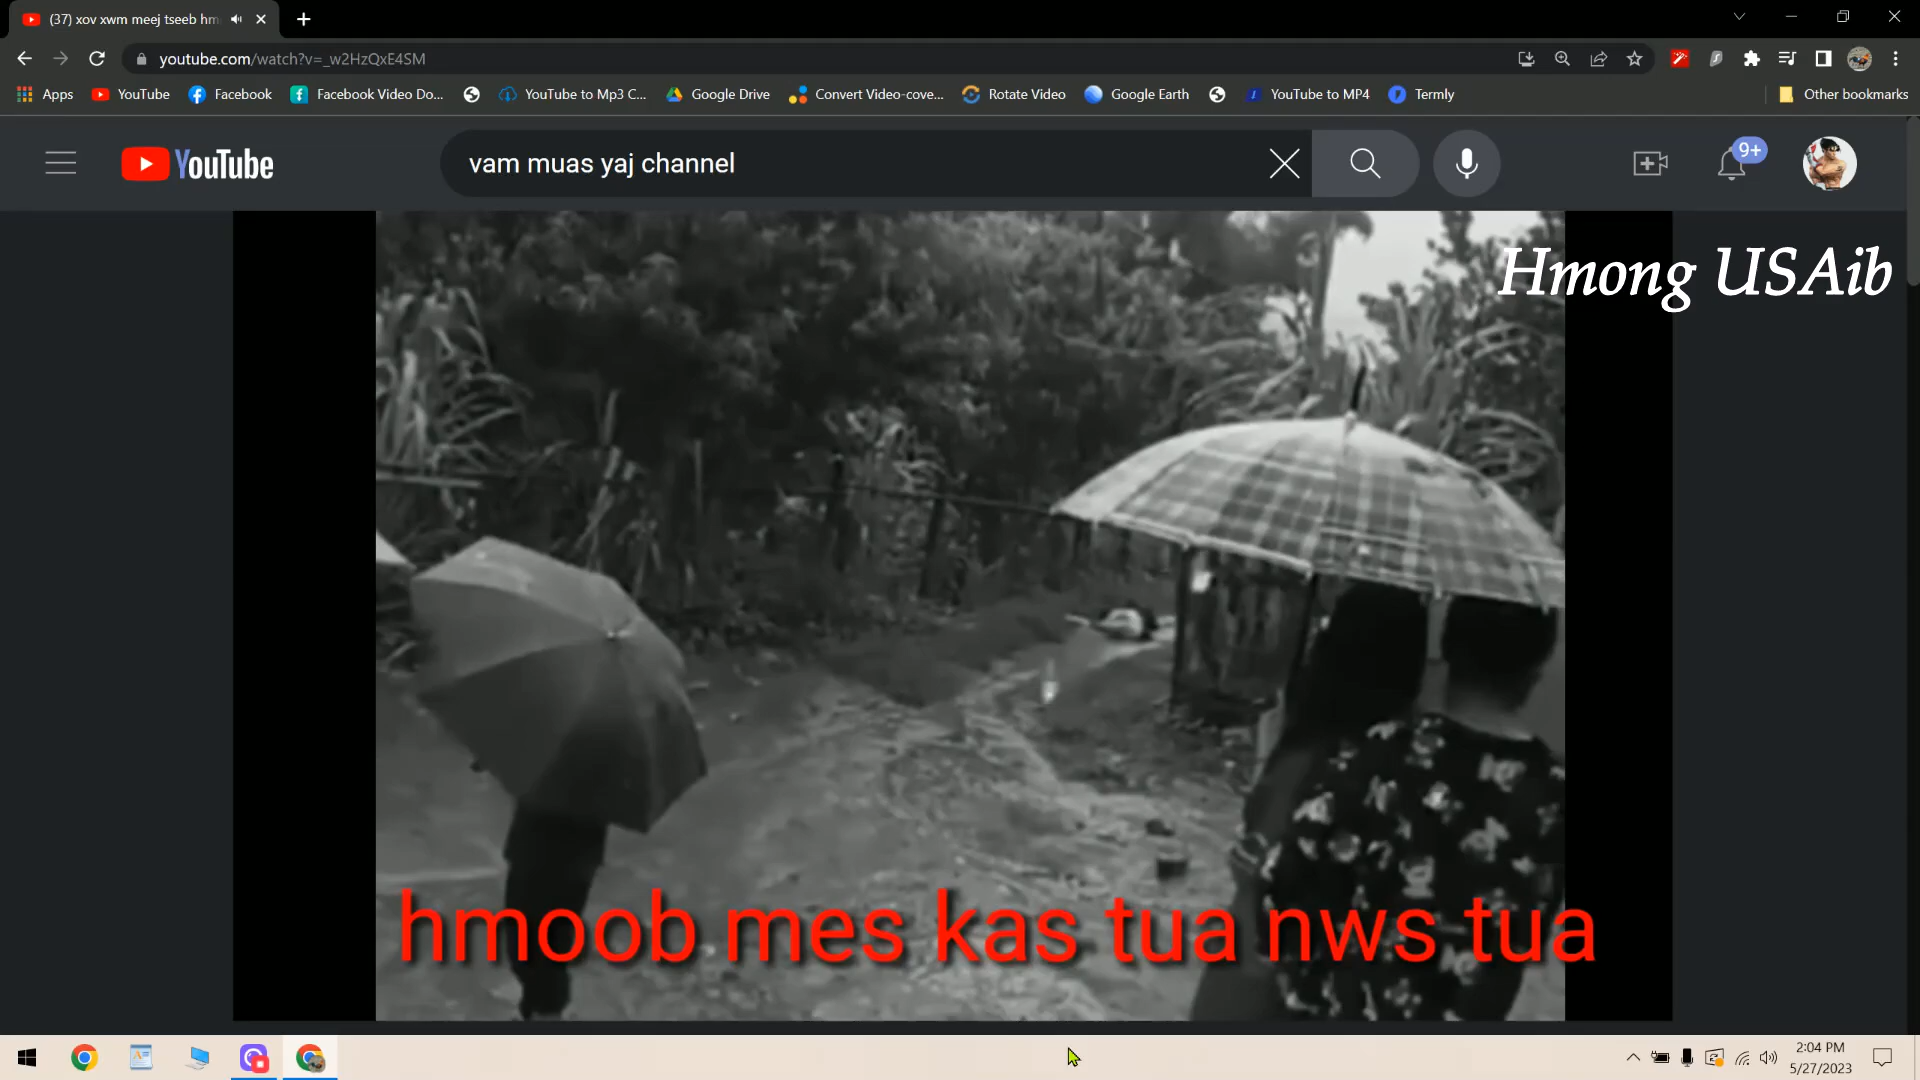 (37) xov xwm meej tseeb hm
youtube.com/watch?v=_w2HzQxE4SM
Apps YouTube Facebook Facebook Video Do... YouTube to Mp3 C... Google Drive Convert Video-cove... Rotate Video Google Earth YouTube to MP4 Termly Other bookmarks
YouTube vam muas yaj channel 9+
Hmong USAib
hmoob mes kas tua nws tua
2:04 PM
5/27/2023